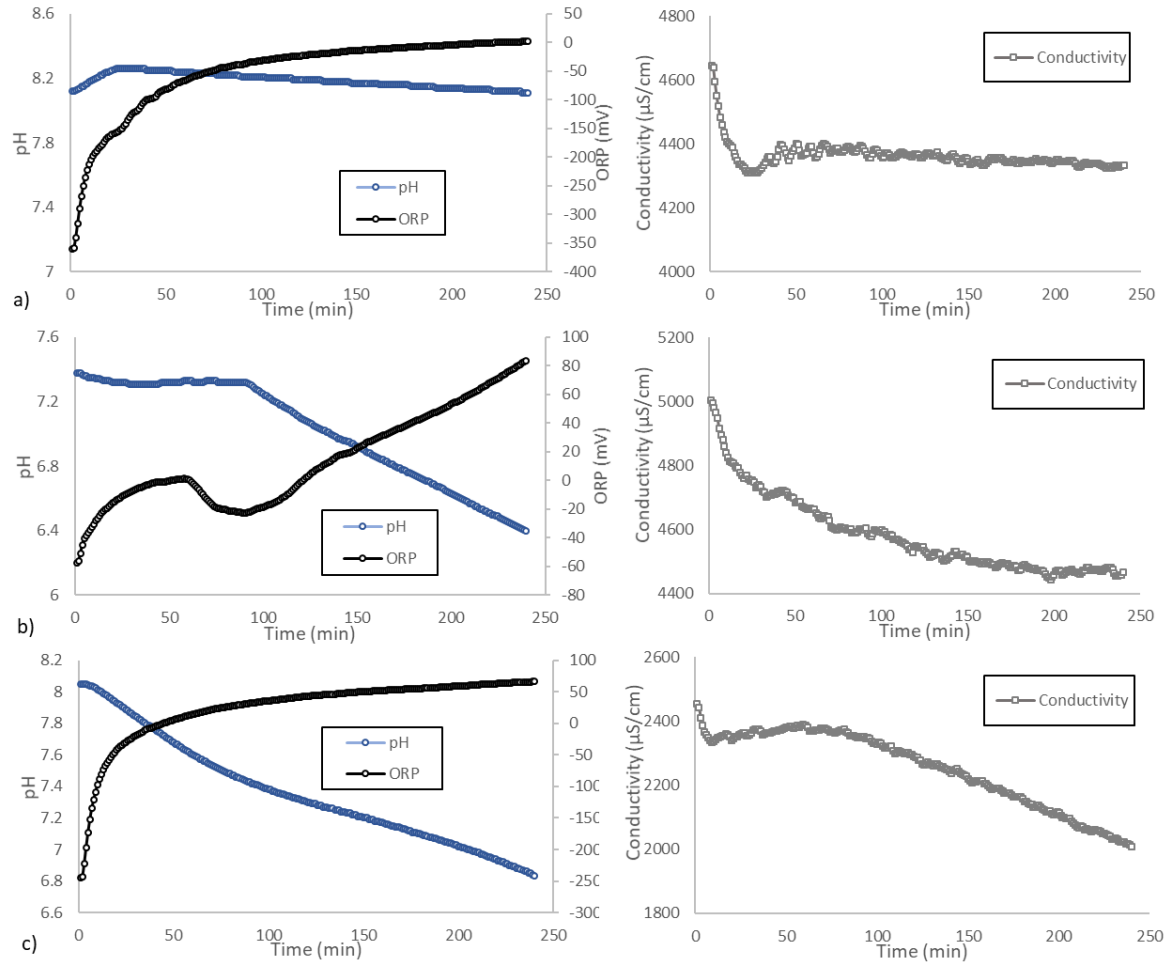 8.6
8.2
7.8
7.4
7
pH
50
0
-50
-100
-150
-200
-250
-300
-350
-400
ORP (mV)
0 50 100 150 200 250
Time (min)
pH
ORP
a)
4800
4600
4400
4200
4000
Conductivity (µS/cm)
0 50 100 150 200 250
Time (min)
Conductivity
7.6
7.2
6.8
6.4
6
pH
100
80
60
40
20
0
-20
-40
-60
-80
ORP (mV)
0 50 100 150 200 250
Time (min)
pH
ORP
b)
5200
5000
4800
4600
4400
Conductivity (µS/cm)
0 50 100 150 200 250
Time (min)
Conductivity
8.2
8
7.8
7.6
7.4
7.2
7
6.8
6.6
pH
100
50
0
-50
-100
-150
-200
-250
-300
0 50 100 150 200 250
Time (min)
pH
ORP
c)
2600
2400
2200
2000
1800
Conductivity (µS/cm)
0 50 100 150 200 250
Time (min)
Conductivity